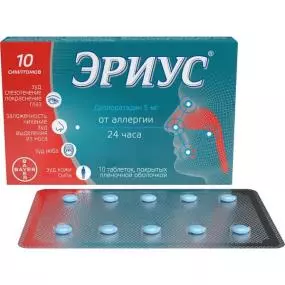 10
СИМПТОМОВ
ЭРИУС®
ЗУД
СЛЕЗОТЕЧЕНИЕ
ПОКРАСНЕНИЕ
ГЛАЗ
Дезлоратадин 5 мг
от аллергии
24 часа
ЗАЛОЖЕННОСТЬ
ЧИХАНИЕ
ЗУД
ВЫДЕЛЕНИЯ
ИЗ НОСА
ЗУД НЕБА
ЗУД КОЖИ
СЫПЬ
BAYER
10 таблеток, покрытых
пленочной оболочкой